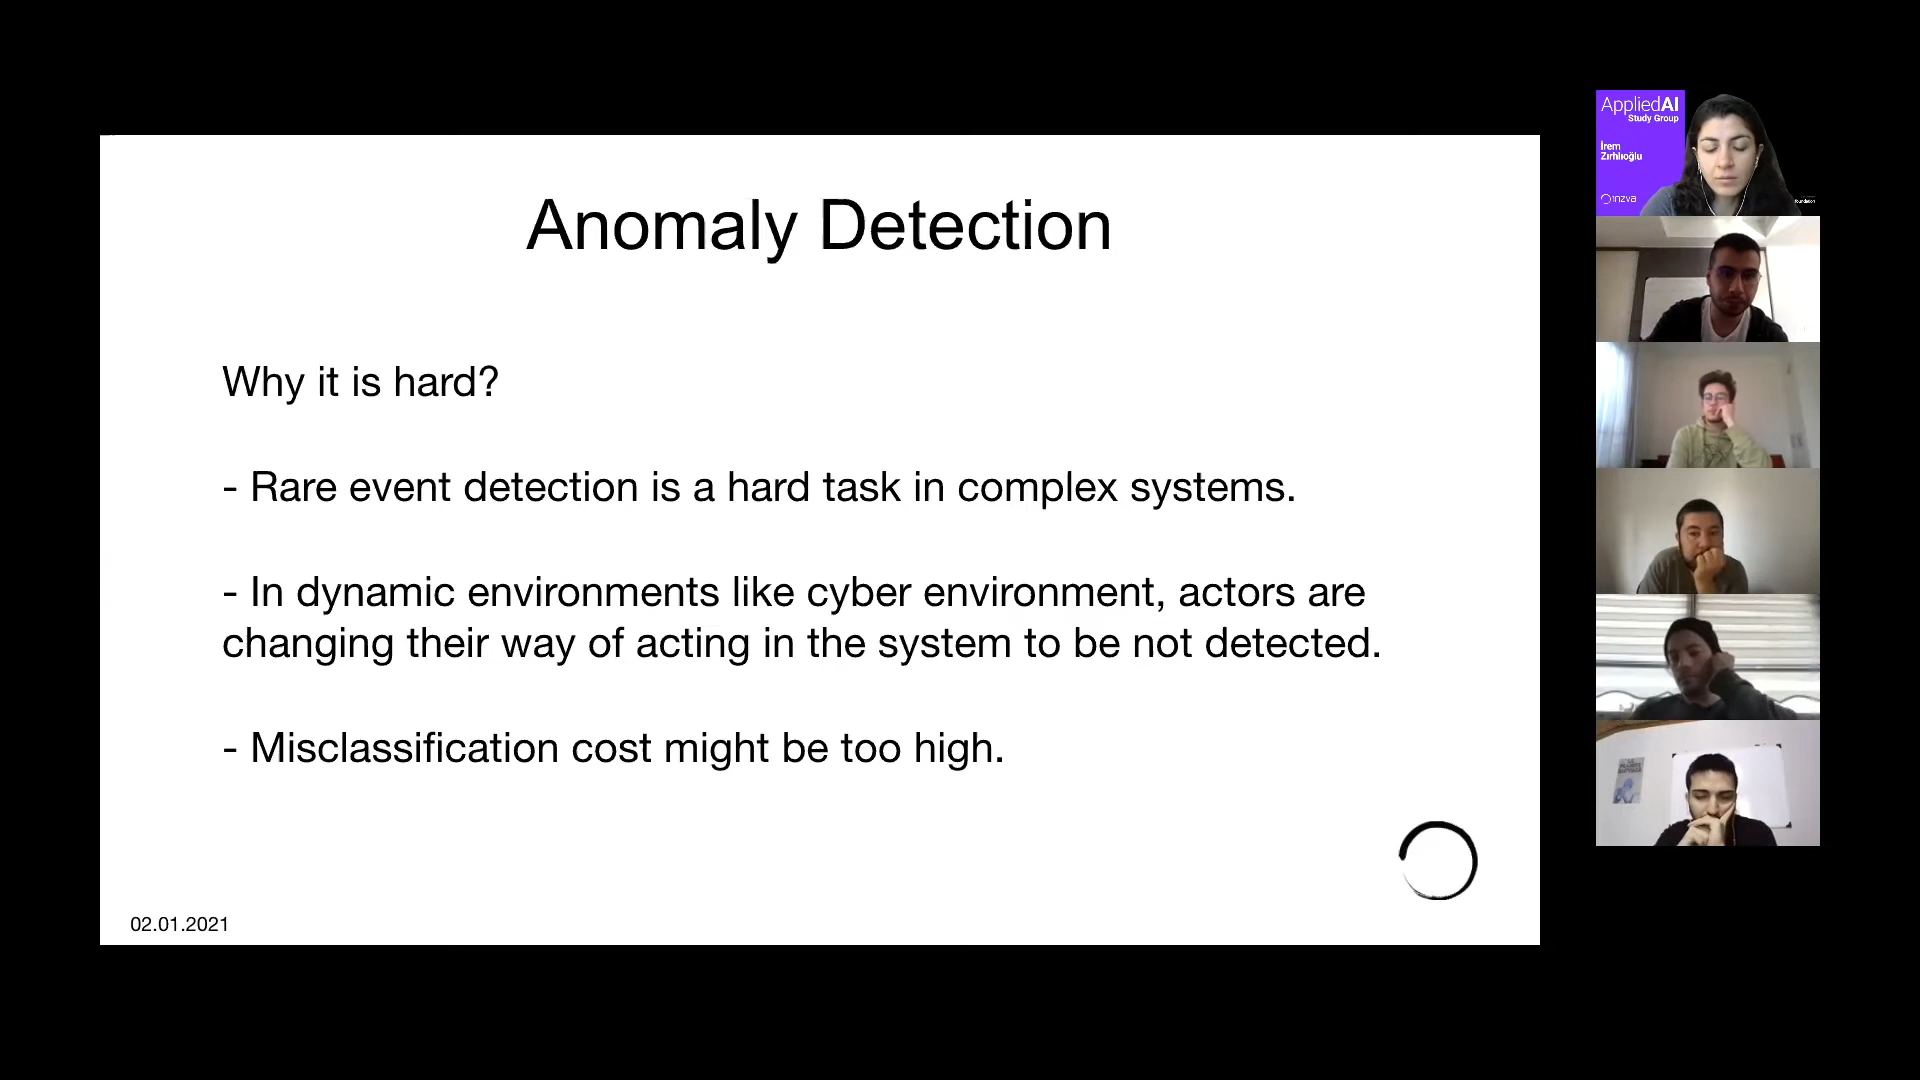 Anomaly Detection
Why it is hard?
- Rare event detection is a hard task in complex systems.
- In dynamic environments like cyber environment, actors are
changing their way of acting in the system to be not detected.
- Misclassification cost might be too high.
02.01.2021
AppliedAI
Study Group
İrem
Zırhlıoğlu
inzva
foundation